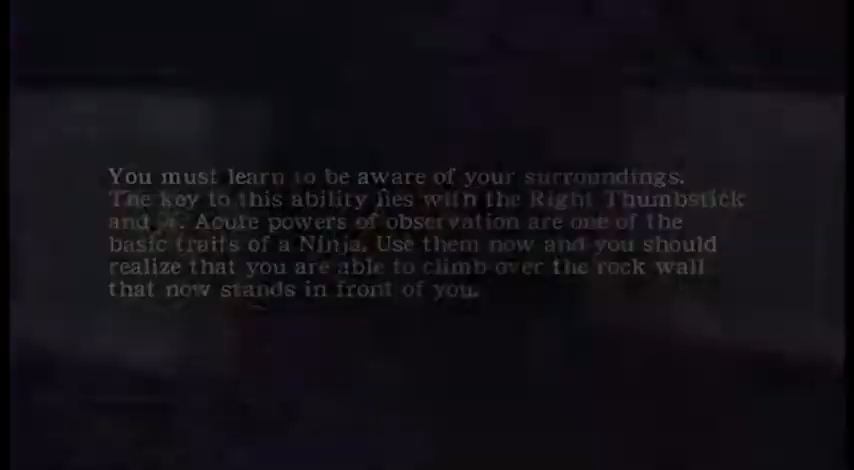 You must learn to be aware of your surroundings.
The key to this ability lies with the Right Thumbstick
and . Acute powers of observation are one of the
basic traits of a Ninja. Use them now and you should
realize that you are able to climb over the rock wall
that now stands in front of you.